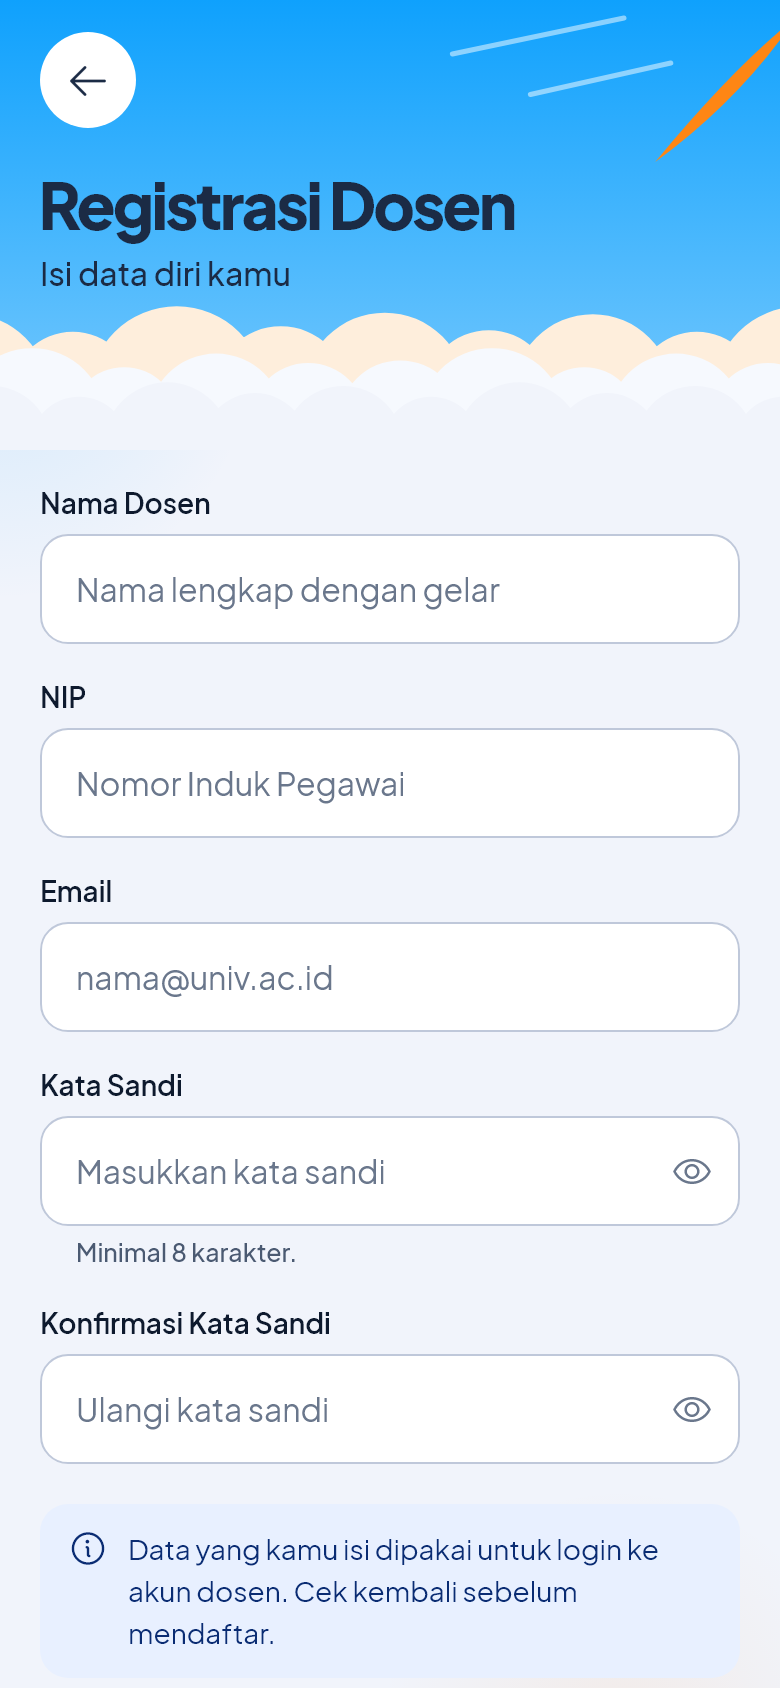 Registrasi Dosen
Isi data diri kamu
Nama Dosen
Nama lengkap dengan gelar
NIP
Nomor Induk Pegawai
Email
nama@univ.ac.id
Kata Sandi
Masukkan kata sandi
Minimal 8 karakter.
Konfirmasi Kata Sandi
Ulangi kata sandi
Data yang kamu isi dipakai untuk login ke
akun dosen. Cek kembali sebelum
mendaftar.